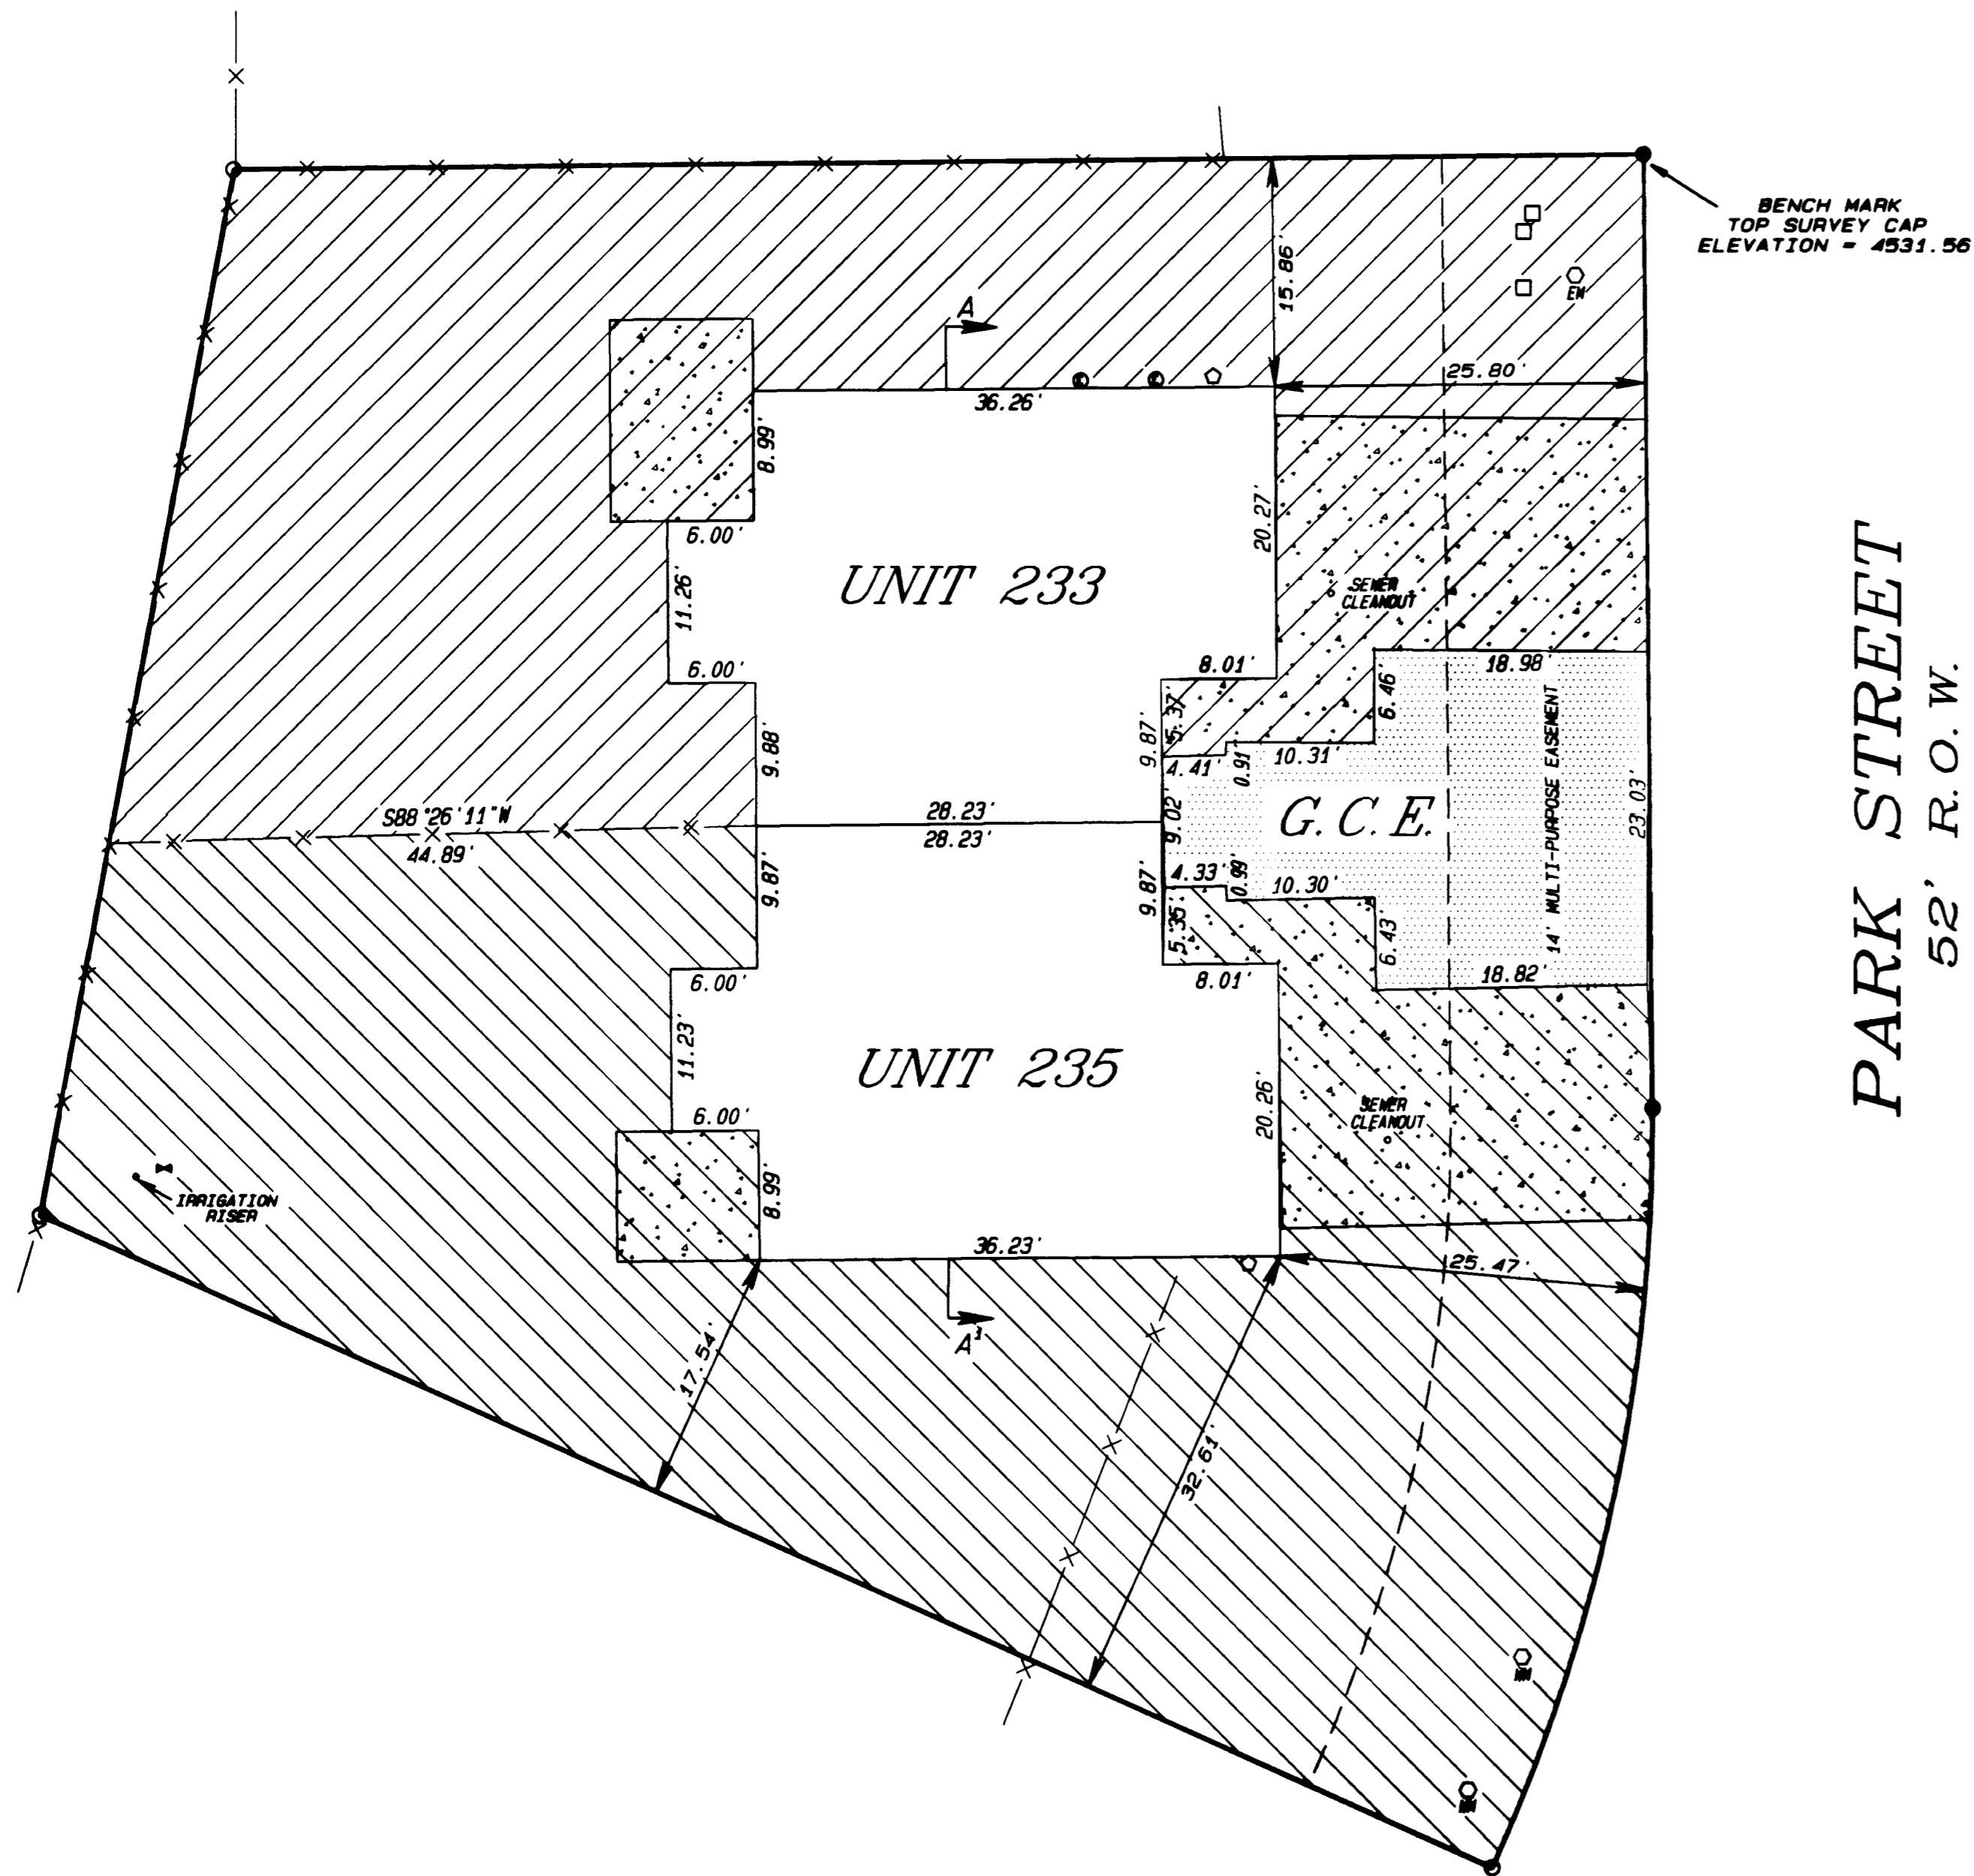 BENCH MARK
TOP SURVEY CAP
ELEVATION = 4531.56
15.86'
A
25.80'
36.26'
8.99'
6.00'
20.27'
UNIT 233
11.26'
SEWER
CLEANOUT
6.00'
8.01'
18.98'
6.46'
5.37'
9.87'
9.88'
4.41'
0.91'
10.31'
S88°26'11"W
44.89'
28.23'
28.23'
9.02'
G.C.E.
14' MULTI-PURPOSE EASEMENT
23.03'
PARK STREET
52' R.O.W.
9.87'
9.87'
4.33'
0.99'
10.30'
5.35'
6.43'
6.00'
8.01'
18.82'
11.23'
UNIT 235
20.26'
6.00'
SEWER
CLEANOUT
8.99'
IRRIGATION
RISER
36.23'
25.47'
A'
17.54'
32.61'